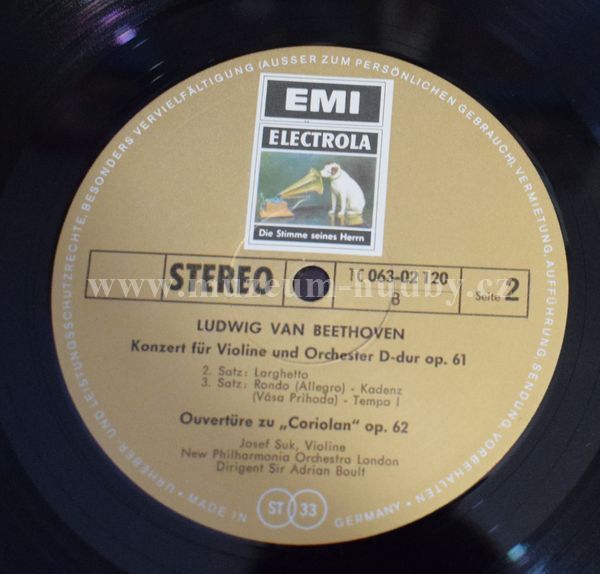 URHEBER- UND LEISTUNGSSCHUTZRECHTE, BESONDERS VERVIELFÄLTIGUNG (AUSSER ZUM PERSÖNLICHEN GEBRAUCH), VERMIETUNG, AUFFÜHRUNG, SENDUNG, VORBEHALTEN
EMI
ELECTROLA
Die Stimme seines Herrn
STEREO
1C 063-02 120
B
Seite 2
www.muzeum-hudby.cz
LUDWIG VAN BEETHOVEN
Konzert für Violine und Orchester D-dur op. 61
2. Satz: Larghetto
3. Satz: Rondo (Allegro) - Kadenz
(Vása Prihoda) - Tempo I
Ouvertüre zu „Coriolan" op. 62
Josef Suk, Violine
New Philharmonia Orchestra London
Dirigent Sir Adrian Boult
• MADE IN GERMANY •
ST 33